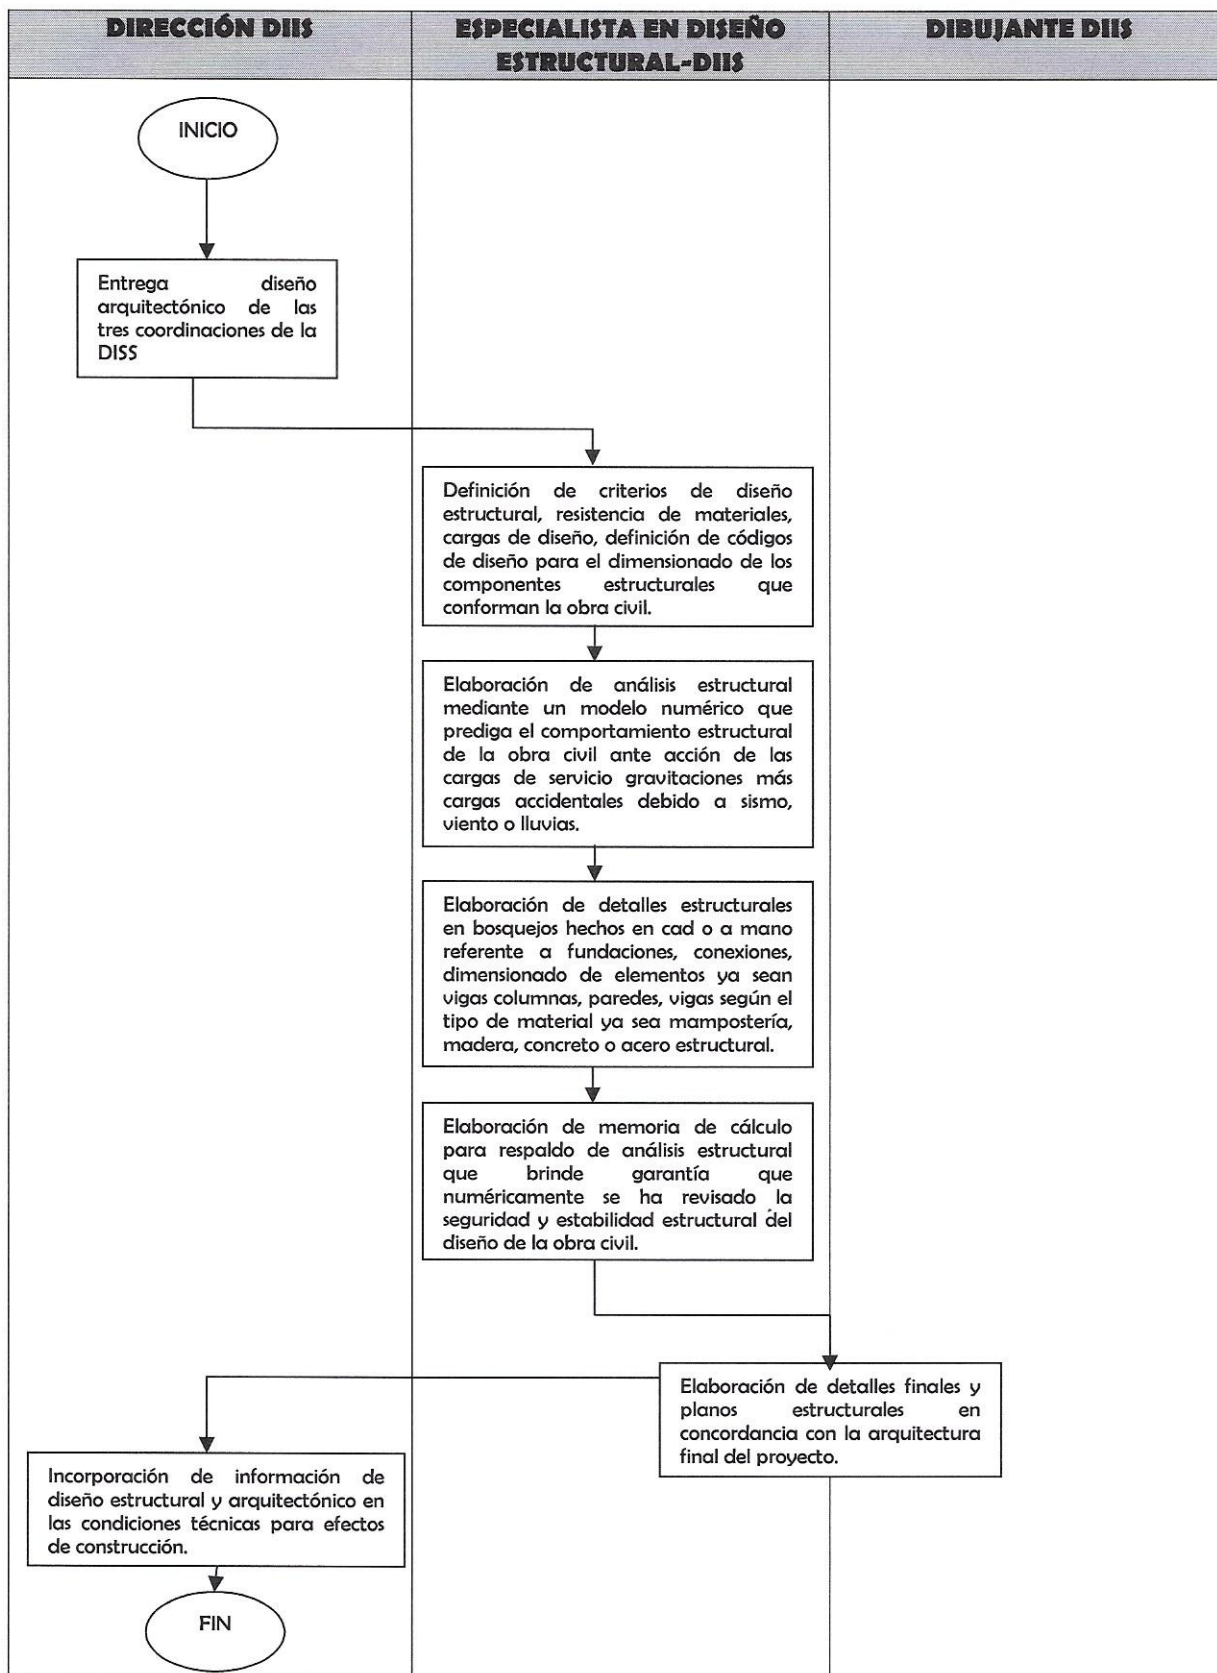 DIRECCIÓN DIIS
ESPECIALISTA EN DISEÑO
ESTRUCTURAL-DIIS
DIBUJANTE DIIS
INICIO
Entrega diseño
arquitectónico de las
tres coordinaciones de la
DISS
Definición de criterios de diseño
estructural, resistencia de materiales,
cargas de diseño, definición de códigos
de diseño para el dimensionado de los
componentes estructurales que
conforman la obra civil.
Elaboración de análisis estructural
mediante un modelo numérico que
prediga el comportamiento estructural
de la obra civil ante acción de las
cargas de servicio gravitaciones más
cargas accidentales debido a sismo,
viento o lluvias.
Elaboración de detalles estructurales
en bosquejos hechos en cad o a mano
referente a fundaciones, conexiones,
dimensionado de elementos ya sean
vigas columnas, paredes, vigas según el
tipo de material ya sea mampostería,
madera, concreto o acero estructural.
Elaboración de memoria de cálculo
para respaldo de análisis estructural
que brinde garantía que
numéricamente se ha revisado la
seguridad y estabilidad estructural del
diseño de la obra civil.
Elaboración de detalles finales y
planos estructurales en
concordancia con la arquitectura
final del proyecto.
Incorporación de información de
diseño estructural y arquitectónico en
las condiciones técnicas para efectos
de construcción.
FIN